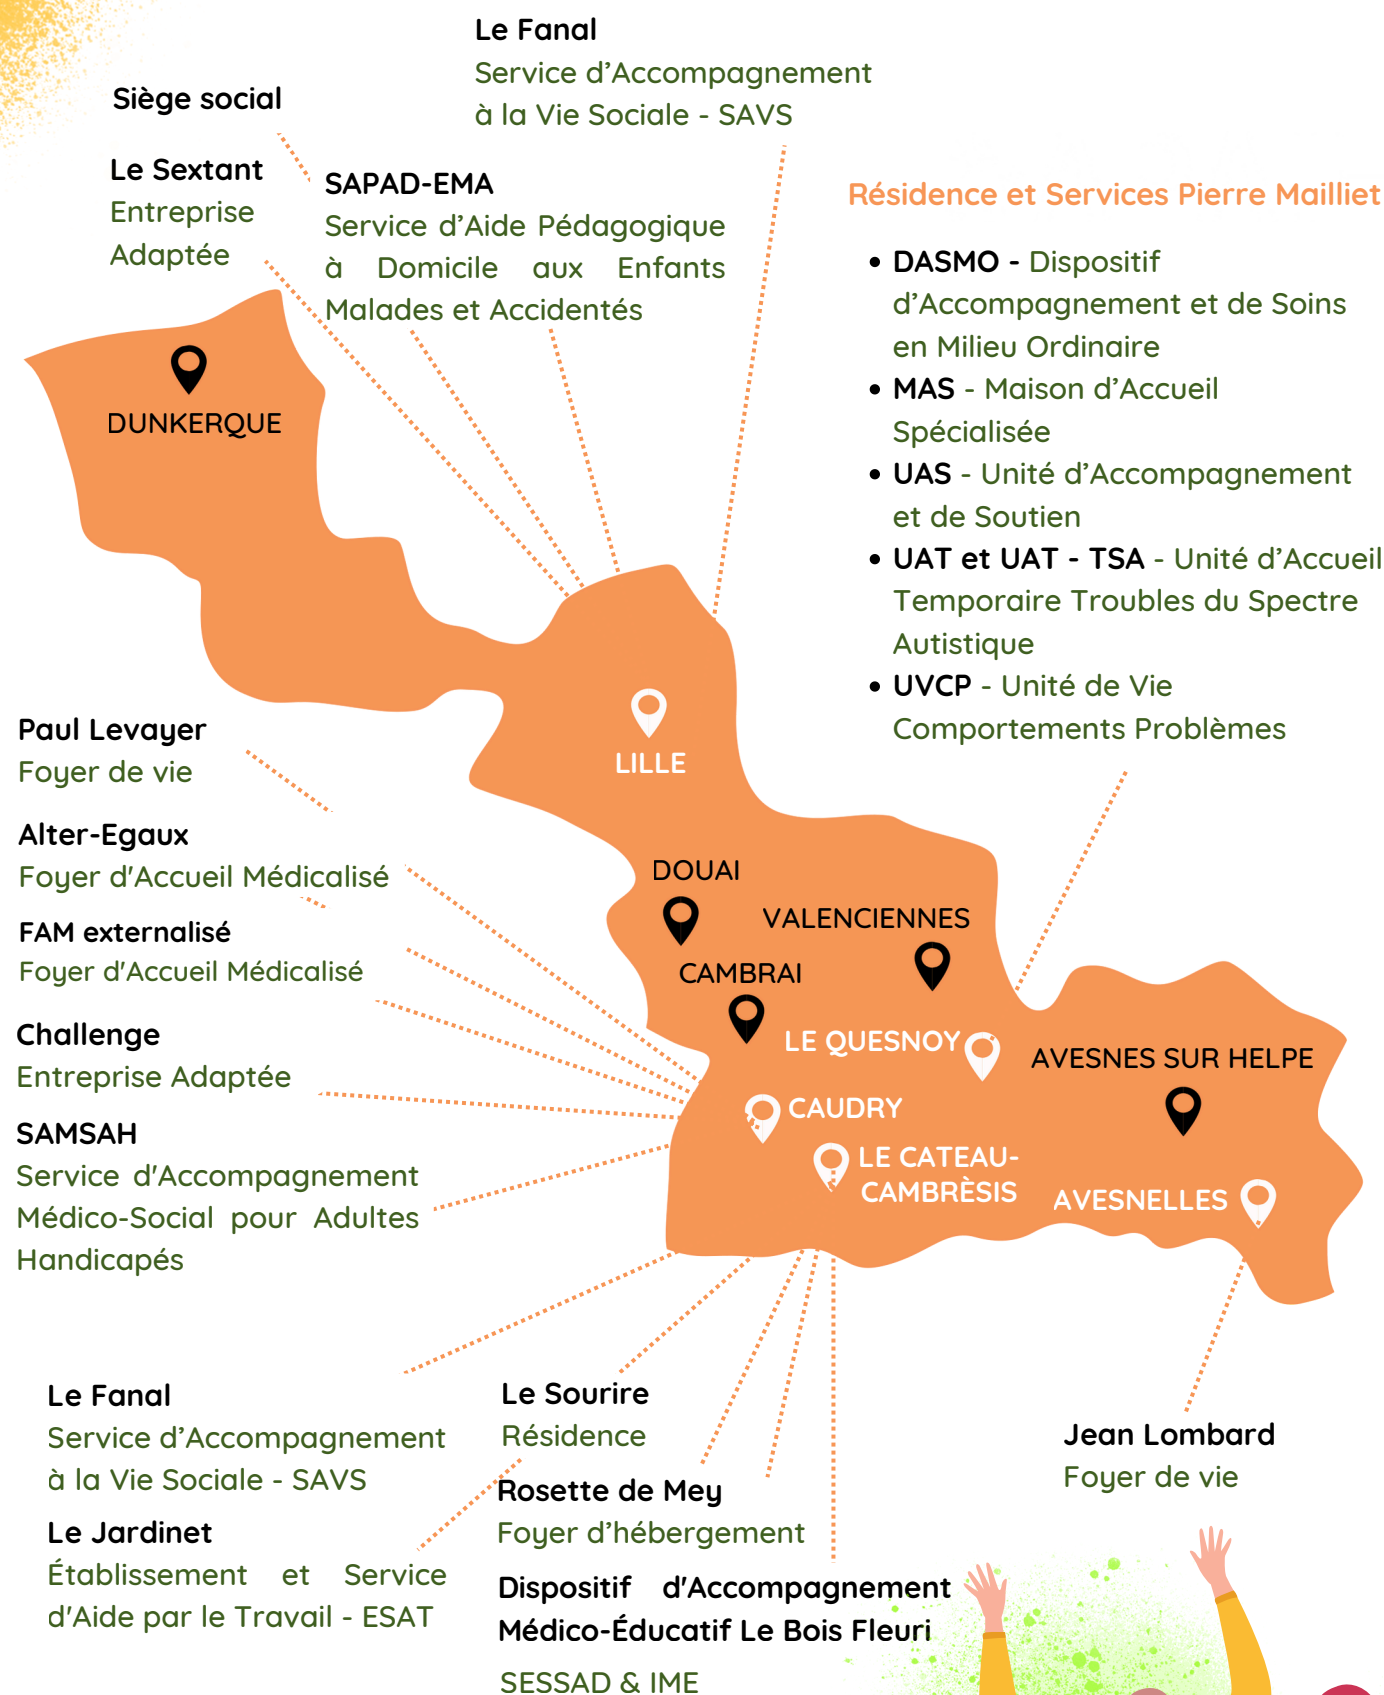 Le Fanal
Service d’Accompagnement
à la Vie Sociale - SAVS
Siège social
Le Sextant
Entreprise
Adaptée
SAPAD-EMA
Service d’Aide Pédagogique
à Domicile aux Enfants
Malades et Accidentés
Résidence et Services Pierre Mailliet
• DASMO - Dispositif
d’Accompagnement et de Soins
en Milieu Ordinaire
• MAS - Maison d’Accueil
Spécialisée
• UAS - Unité d’Accompagnement
et de Soutien
• UAT et UAT - TSA - Unité d’Accueil
Temporaire Troubles du Spectre
Autistique
• UVCP - Unité de Vie
Comportements Problèmes
DUNKERQUE
LILLE
DOUAI
VALENCIENNES
CAMBRAI
LE QUESNOY
AVESNES SUR HELPE
CAUDRY
LE CATEAU-
CAMBRÈSIS
AVESNELLES
Paul Levayer
Foyer de vie
Alter-Egaux
Foyer d'Accueil Médicalisé
FAM externalisé
Foyer d'Accueil Médicalisé
Challenge
Entreprise Adaptée
SAMSAH
Service d'Accompagnement
Médico-Social pour Adultes
Handicapés
Le Fanal
Service d’Accompagnement
à la Vie Sociale - SAVS
Le Jardinet
Établissement et Service
d'Aide par le Travail - ESAT
Le Sourire
Résidence
Rosette de Mey
Foyer d’hébergement
Dispositif d'Accompagnement
Médico-Éducatif Le Bois Fleuri
SESSAD & IME
Jean Lombard
Foyer de vie